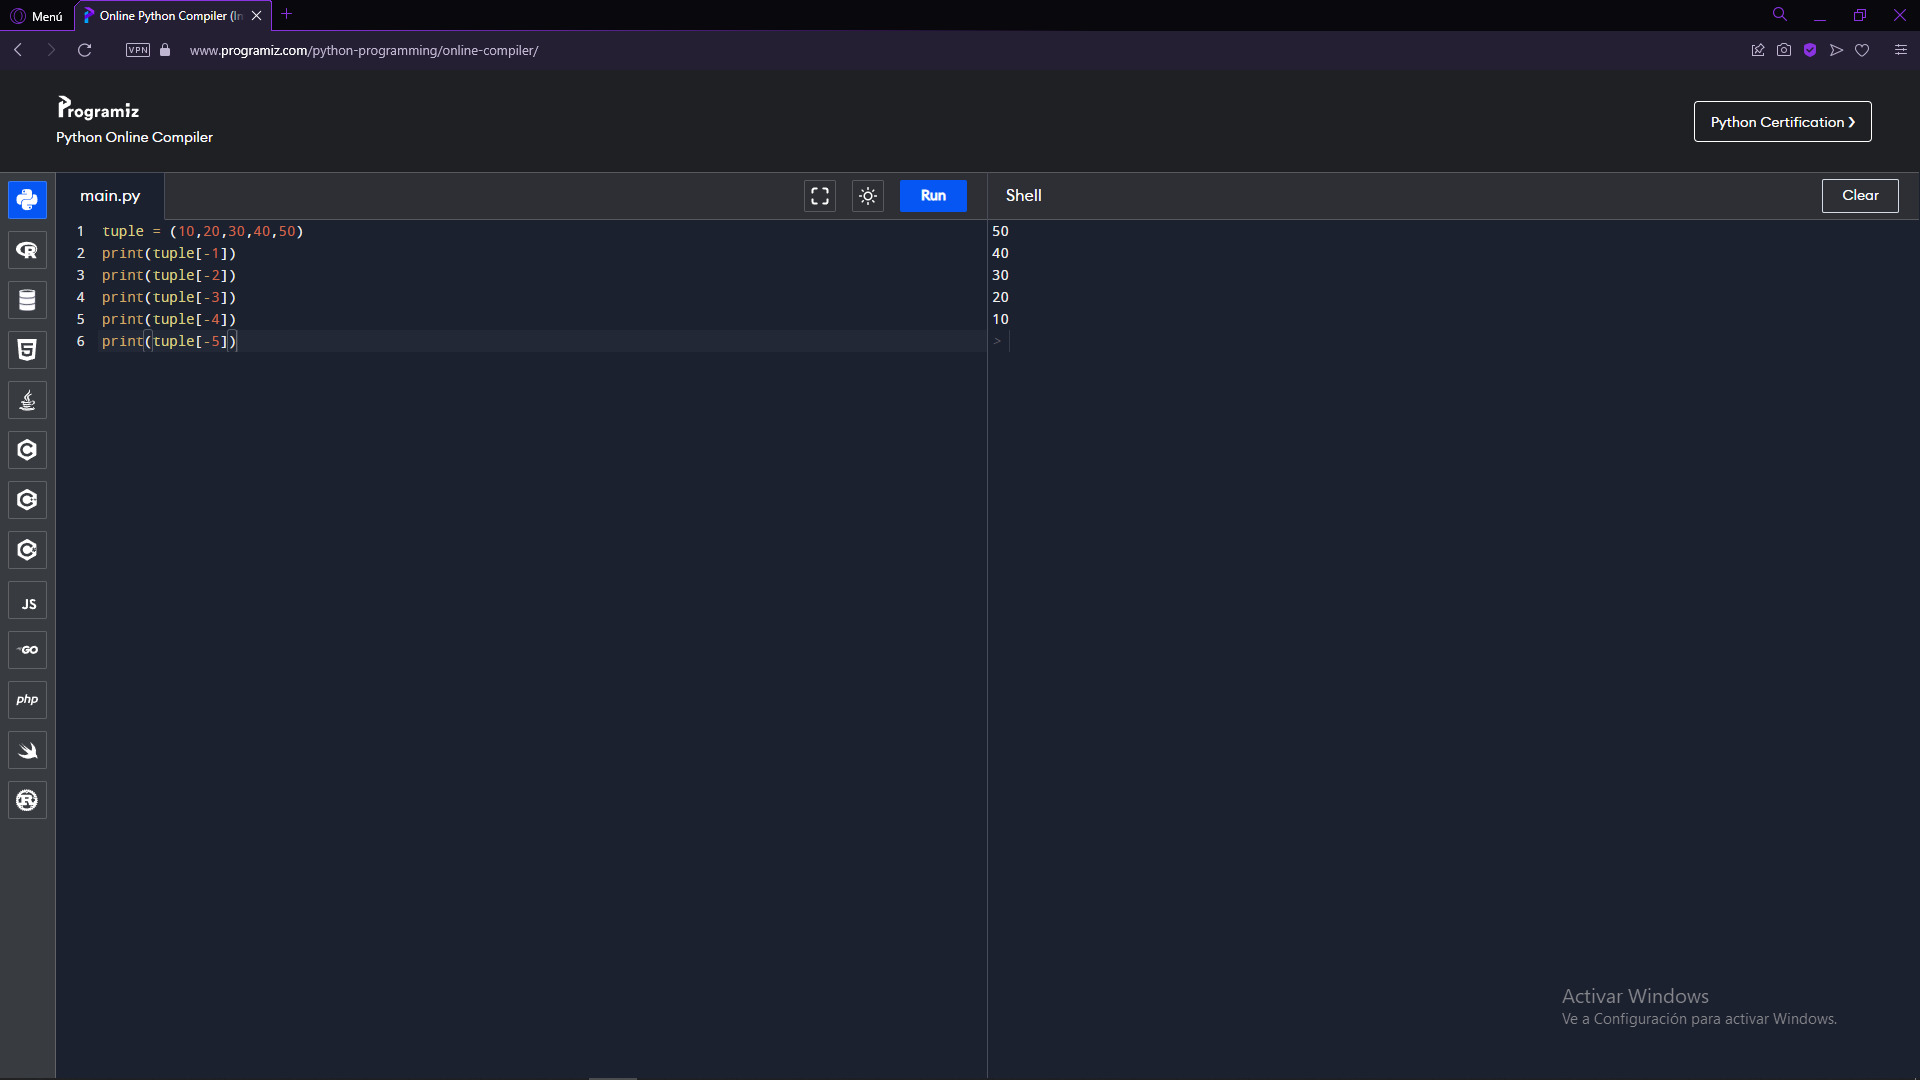 Menú
Online Python Compiler (In
VPN
www.programiz.com/python-programming/online-compiler/
Programiz
Python Online Compiler
Python Certification ❯
main.py
Run
Shell
Clear
1 tuple = (10,20,30,40,50)
2 print(tuple[-1])
3 print(tuple[-2])
4 print(tuple[-3])
5 print(tuple[-4])
6 print(tuple[-5])
50
40
30
20
10
>
JS
GO
php
Activar Windows
Ve a Configuración para activar Windows.